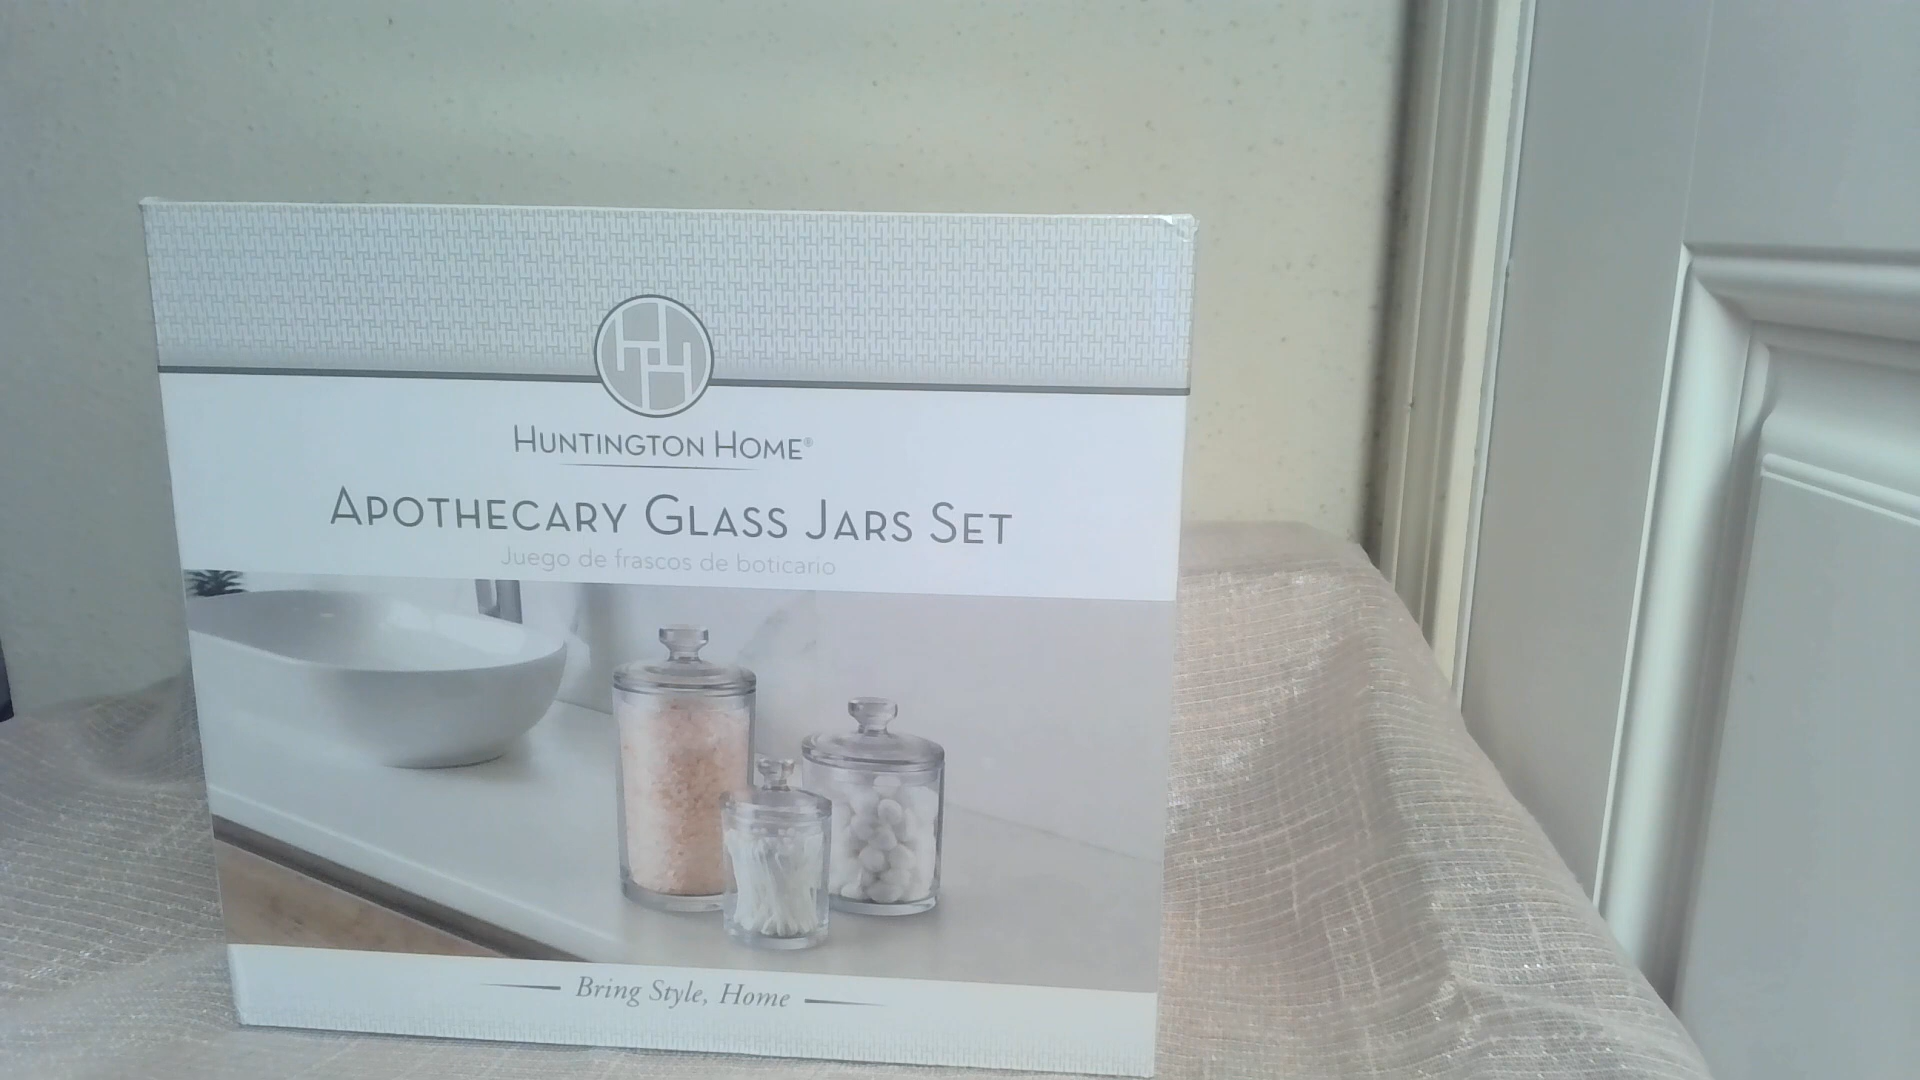 HUNTINGTON HOME®
APOTHECARY GLASS JARS SET
Juego de frascos de boticario
Bring Style, Home